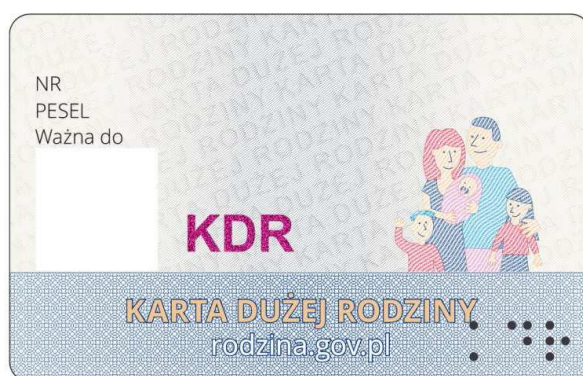 NR
PESEL
Ważna do
KDR
KARTA DUŻEJ RODZINY
rodzina.gov.pl